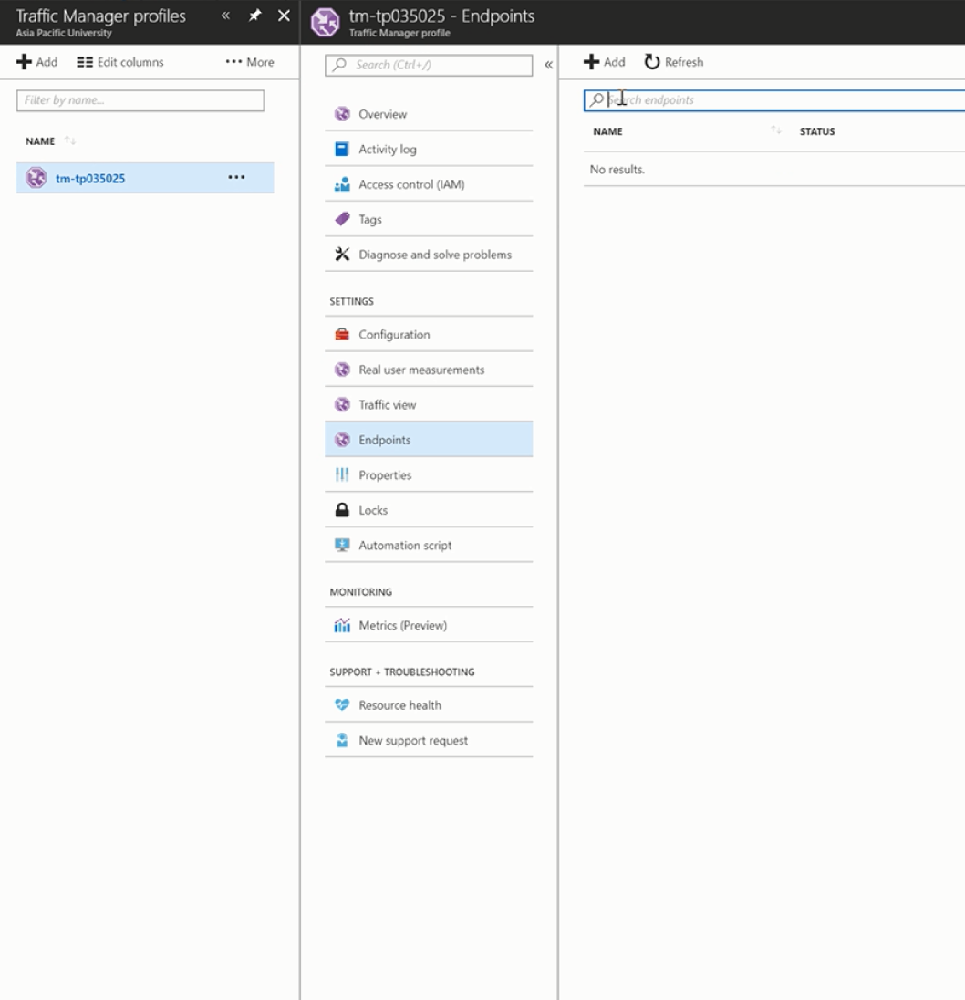 Traffic Manager profiles
Asia Pacific University
Add
Edit columns
More
Filter by name...
NAME
tm-tp035025
tm-tp035025 - Endpoints
Traffic Manager profile
Search (Ctrl+/)
Overview
Activity log
Access control (IAM)
Tags
Diagnose and solve problems
SETTINGS
Configuration
Real user measurements
Traffic view
Endpoints
Properties
Locks
Automation script
MONITORING
Metrics (Preview)
SUPPORT + TROUBLESHOOTING
Resource health
New support request
Add
Refresh
Search endpoints
NAME
STATUS
No results.